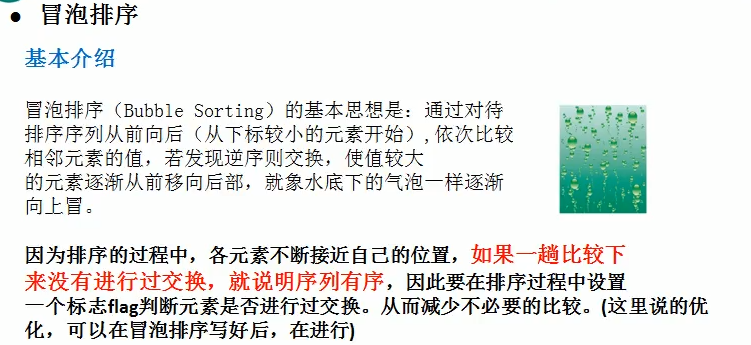 ● 冒泡排序
基本介绍
冒泡排序（Bubble Sorting）的基本思想是：通过对待
排序序列从前向后（从下标较小的元素开始）,依次比较
相邻元素的值，若发现逆序则交换，使值较大
的元素逐渐从前移向后部，就象水底下的气泡一样逐渐
向上冒。
因为排序的过程中，各元素不断接近自己的位置，如果一趟比较下
来没有进行过交换，就说明序列有序，因此要在排序过程中设置
一个标志flag判断元素是否进行过交换。从而减少不必要的比较。(这里说的优
化，可以在冒泡排序写好后，在进行)